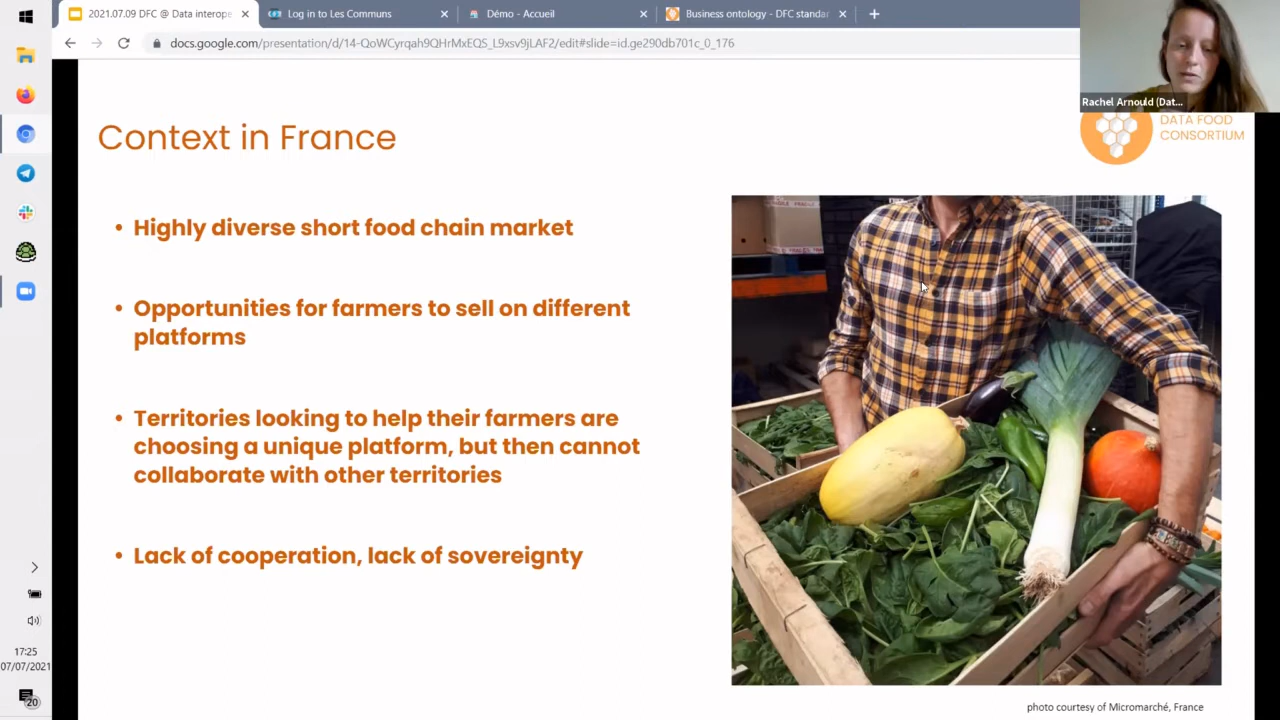 2021.07.09 DFC @ Data interope
Log in to Les Communs
Démo - Accueil
Business ontology - DFC standar
docs.google.com/presentation/d/14-QoWCyrqah9QHrMxEQS_L9xsv9jLAF2/edit#slide=id.ge290db701c_0_176
Rachel Arnould (Dat...
DATA FOOD
CONSORTIUM
Context in France
• Highly diverse short food chain market
• Opportunities for farmers to sell on different
platforms
• Territories looking to help their farmers are
choosing a unique platform, but then cannot
collaborate with other territories
• Lack of cooperation, lack of sovereignty
photo courtesy of Micromarché, France
17:25
07/07/2021
20